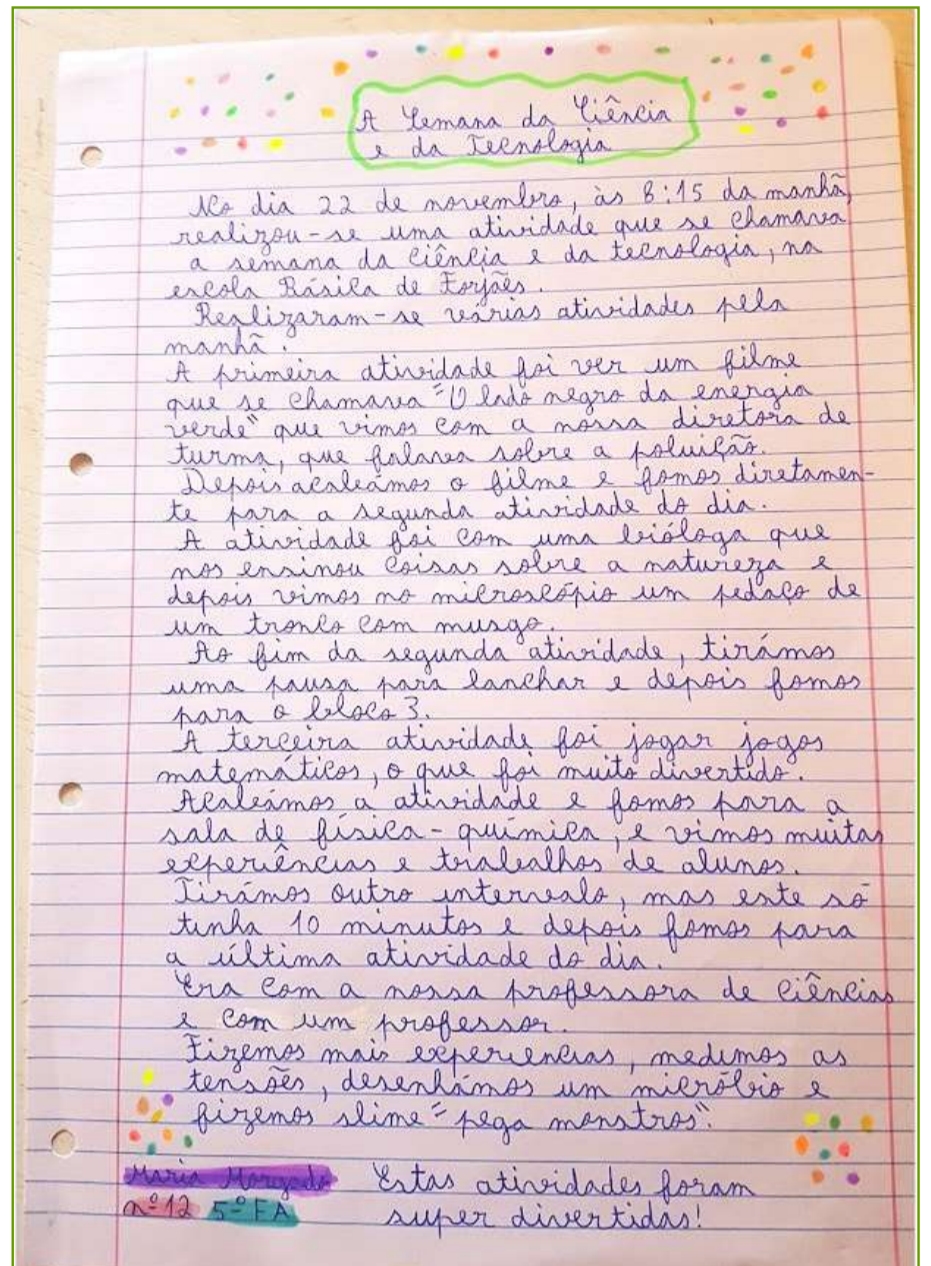 A Semana da Ciência
e da Tecnologia
No dia 22 de novembro, às 8:15 da manhã,
realizou-se uma atividade que se chamava
a semana da ciência e da tecnologia, na
escola Básica de Forjães.
Realizaram-se várias atividades pela
manhã.
A primeira atividade foi ver um filme
que se chamava "O lado negro da energia
verde" que vimos com a nossa diretora de
turma, que falava sobre a poluição.
Depois acabámos o filme e fomos diretamen-
te para a segunda atividade do dia.
A atividade foi com uma bióloga que
nos ensinou coisas sobre a natureza e
depois vimos no microscópio um pedaço de
um tronco com musgo.
Ao fim da segunda atividade, tirámos
uma pausa para lanchar e depois fomos
para o bloco 3.
A terceira atividade foi jogar jogos
matemáticos, o que foi muito divertido.
Acabámos a atividade e fomos para a
sala de física-química, e vimos muitas
experiências e trabalhos de alunos.
Tirámos outro intervalo, mas este só
tinha 10 minutos e depois fomos para
a última atividade do dia.
Era com a nossa professora de ciências
e com um professor.
Fizemos mais experiencias, medimos as
tensões, desenhámos um micróbio e
fizemos slime "pega monstros".
Maria Morgado Estas atividades foram
nº12 5º FA super divertidas!